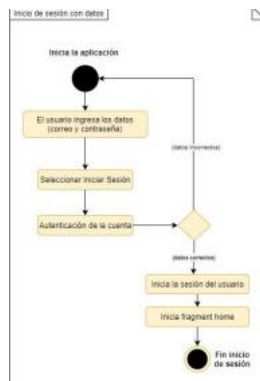 Inicio de sesión con datos
Inicia la aplicación
El usuario ingresa los datos
(correo y contraseña)
Seleccionar Iniciar Sesión
(datos incorrectos)
Autenticación de la cuenta
(datos correctos)
Inicia la sesión del usuario
Inicia fragment home
Fin inicio
de sesión